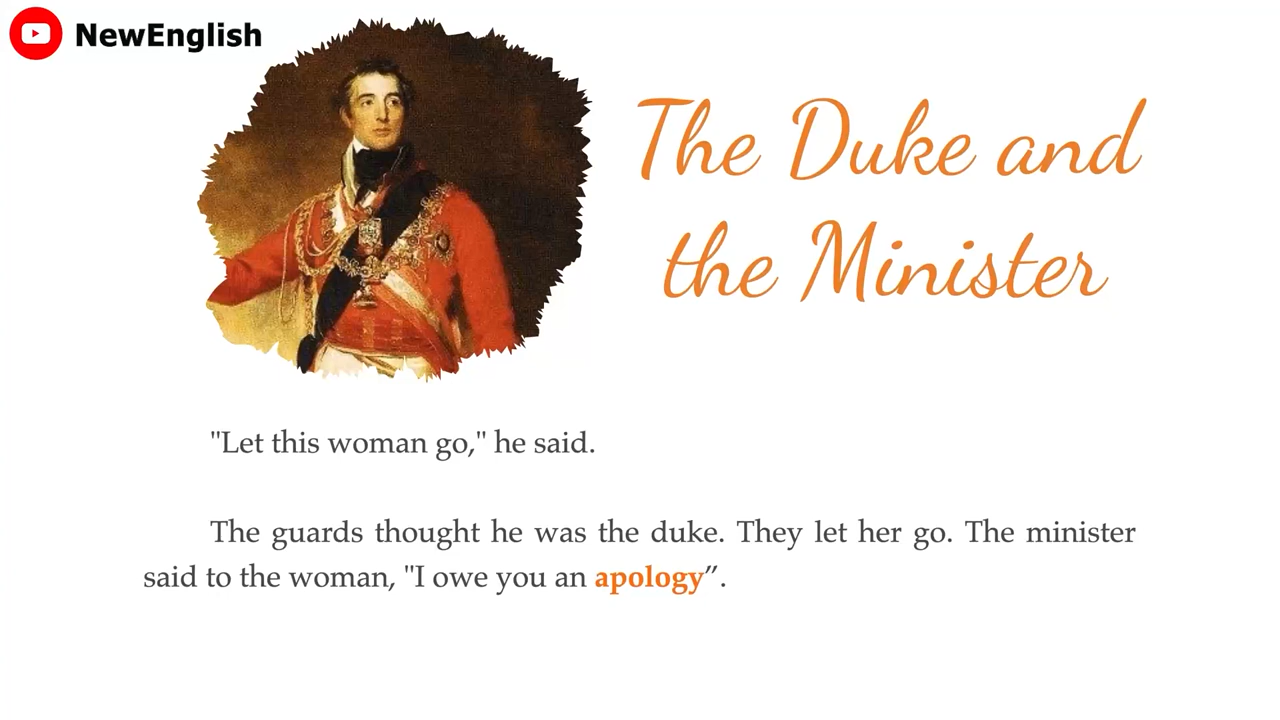 NewEnglish
The Duke and
the Minister
"Let this woman go," he said.
The guards thought he was the duke. They let her go. The minister
said to the woman, "I owe you an apology”.